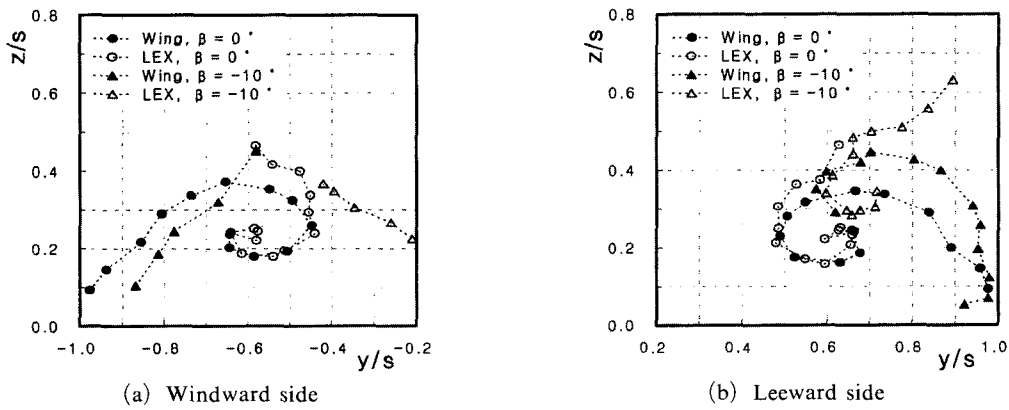 z/s
0.8
0.6
0.4
0.2
0.0
Wing, β = 0°
LEX, β = 0°
Wing, β = −10°
LEX, β = −10°
−1.0 −0.8 −0.6 −0.4 −0.2
y/s
(a) Windward side
z/s
0.8
0.6
0.4
0.2
0.0
Wing, β = 0°
LEX, β = 0°
Wing, β = −10°
LEX, β = −10°
0.2 0.4 0.6 0.8 1.0
y/s
(b) Leeward side